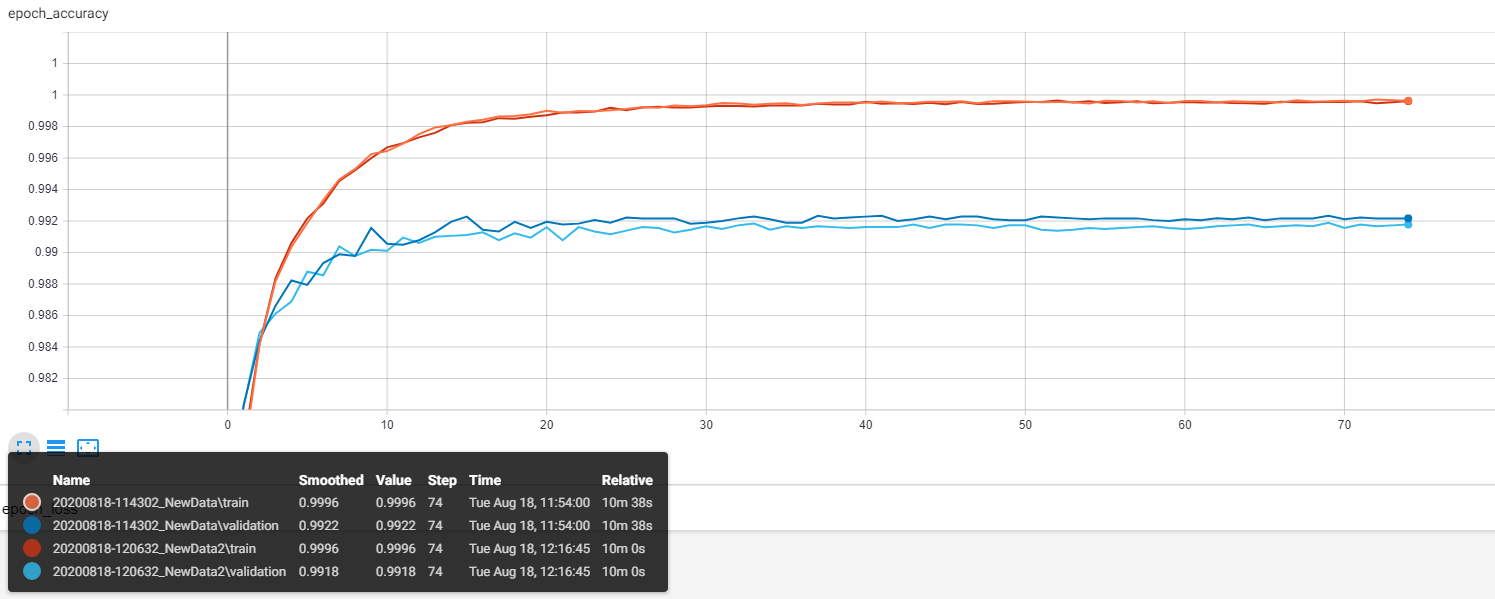 epoch_accuracy
1
1
0.998
0.996
0.994
0.992
0.99
0.988
0.986
0.984
0.982
0 10 20 30 40 50 60 70
epoch_loss
Name Smoothed Value Step Time Relative
20200818-114302_NewData\train 0.9996 0.9996 74 Tue Aug 18, 11:54:00 10m 38s
20200818-114302_NewData\validation 0.9922 0.9922 74 Tue Aug 18, 11:54:00 10m 38s
20200818-120632_NewData2\train 0.9996 0.9996 74 Tue Aug 18, 12:16:45 10m 0s
20200818-120632_NewData2\validation 0.9918 0.9918 74 Tue Aug 18, 12:16:45 10m 0s